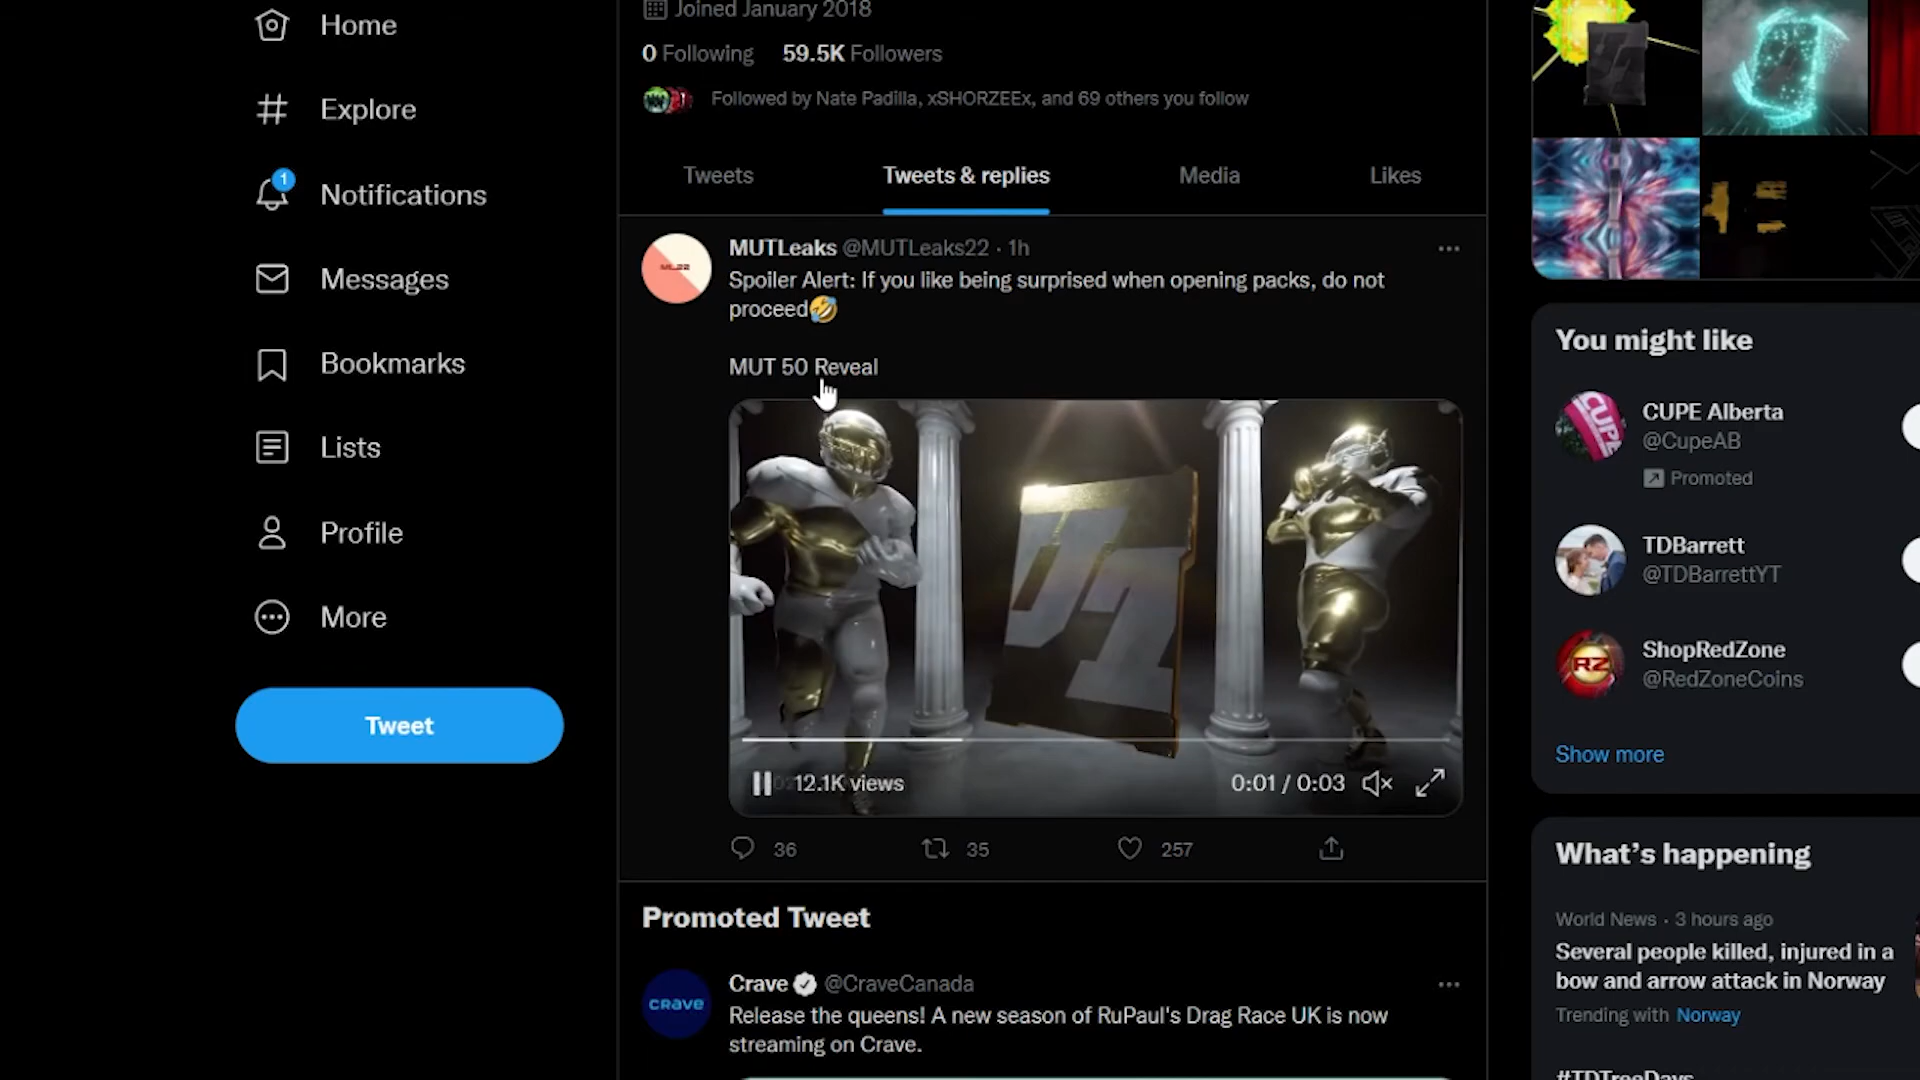 Home
Explore
1
Notifications
Messages
Bookmarks
Lists
Profile
More
Tweet
Joined January 2018
0 Following 59.5K Followers
Followed by Nate Padilla, xSHORZEEx, and 69 others you follow
Tweets Tweets & replies Media Likes
MUTLeaks @MUTLeaks22 · 1h
Spoiler Alert: If you like being surprised when opening packs, do not
proceed🤣
MUT 50 Reveal
12.1K views 0:01 / 0:03
36 35 257
Promoted Tweet
CRAVE
Crave @CraveCanada
Release the queens! A new season of RuPaul's Drag Race UK is now
streaming on Crave.
You might like
CUPE
CUPE Alberta
@CupeAB
Promoted
TDBarrett
@TDBarrettYT
RZ
ShopRedZone
@RedZoneCoins
Show more
What's happening
World News · 3 hours ago
Several people killed, injured in a
bow and arrow attack in Norway
Trending with Norway